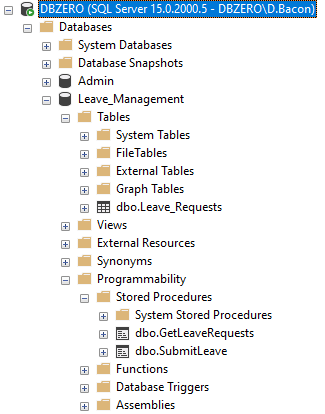 DBZERO (SQL Server 15.0.2000.5 - DBZERO\D.Bacon)
Databases
System Databases
Database Snapshots
Admin
Leave_Management
Tables
System Tables
FileTables
External Tables
Graph Tables
dbo.Leave_Requests
Views
External Resources
Synonyms
Programmability
Stored Procedures
System Stored Procedures
dbo.GetLeaveRequests
dbo.SubmitLeave
Functions
Database Triggers
Assemblies